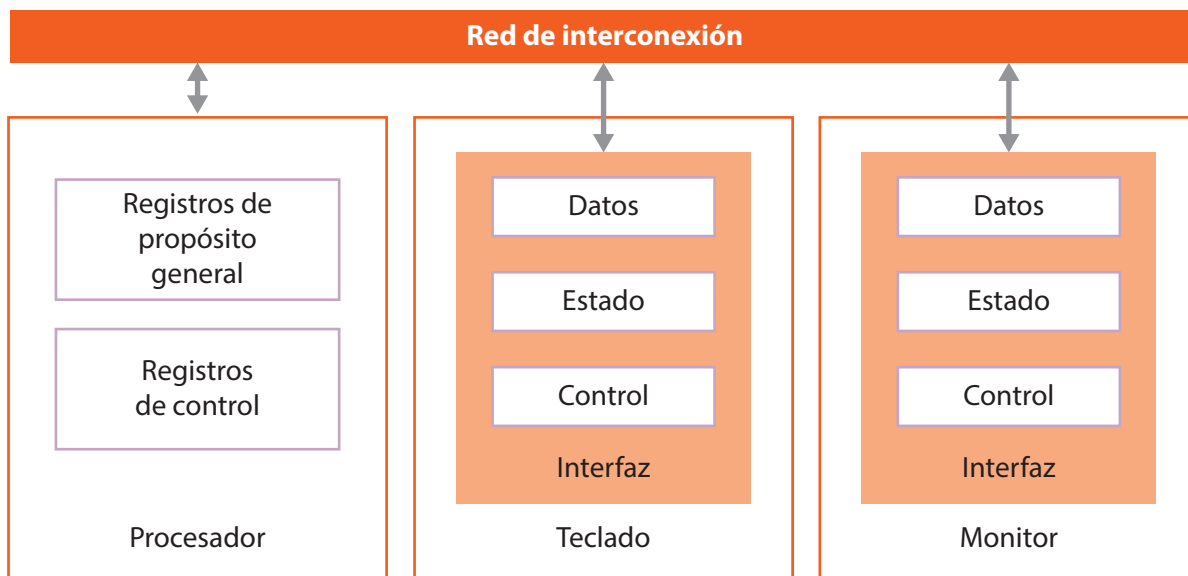 Red de interconexión
Registros de
propósito
general
Registros
de control
Procesador
Datos
Estado
Control
Interfaz
Teclado
Datos
Estado
Control
Interfaz
Monitor